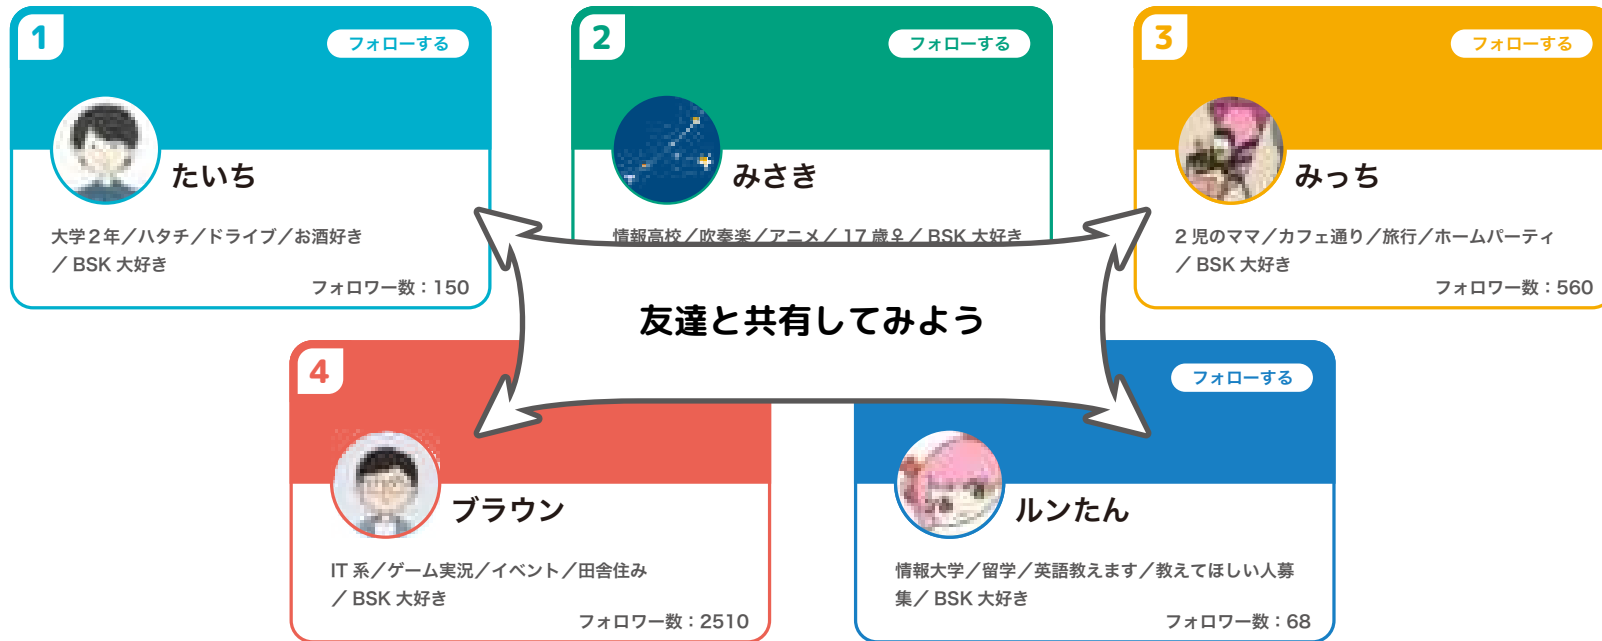 1
フォローする
たいち
大学2年／ハタチ／ドライブ／お酒好き
／BSK 大好き
フォロワー数：150
2
フォローする
みさき
情報高校／吹奏楽／アニメ／17歳♀／BSK 大好き
3
フォローする
みっち
2児のママ／カフェ通り／旅行／ホームパーティ
／BSK 大好き
フォロワー数：560
友達と共有してみよう
4
ブラウン
IT系／ゲーム実況／イベント／田舎住み
／BSK 大好き
フォロワー数：2510
フォローする
ルンたん
情報大学／留学／英語教えます／教えてほしい人募
集／BSK 大好き
フォロワー数：68